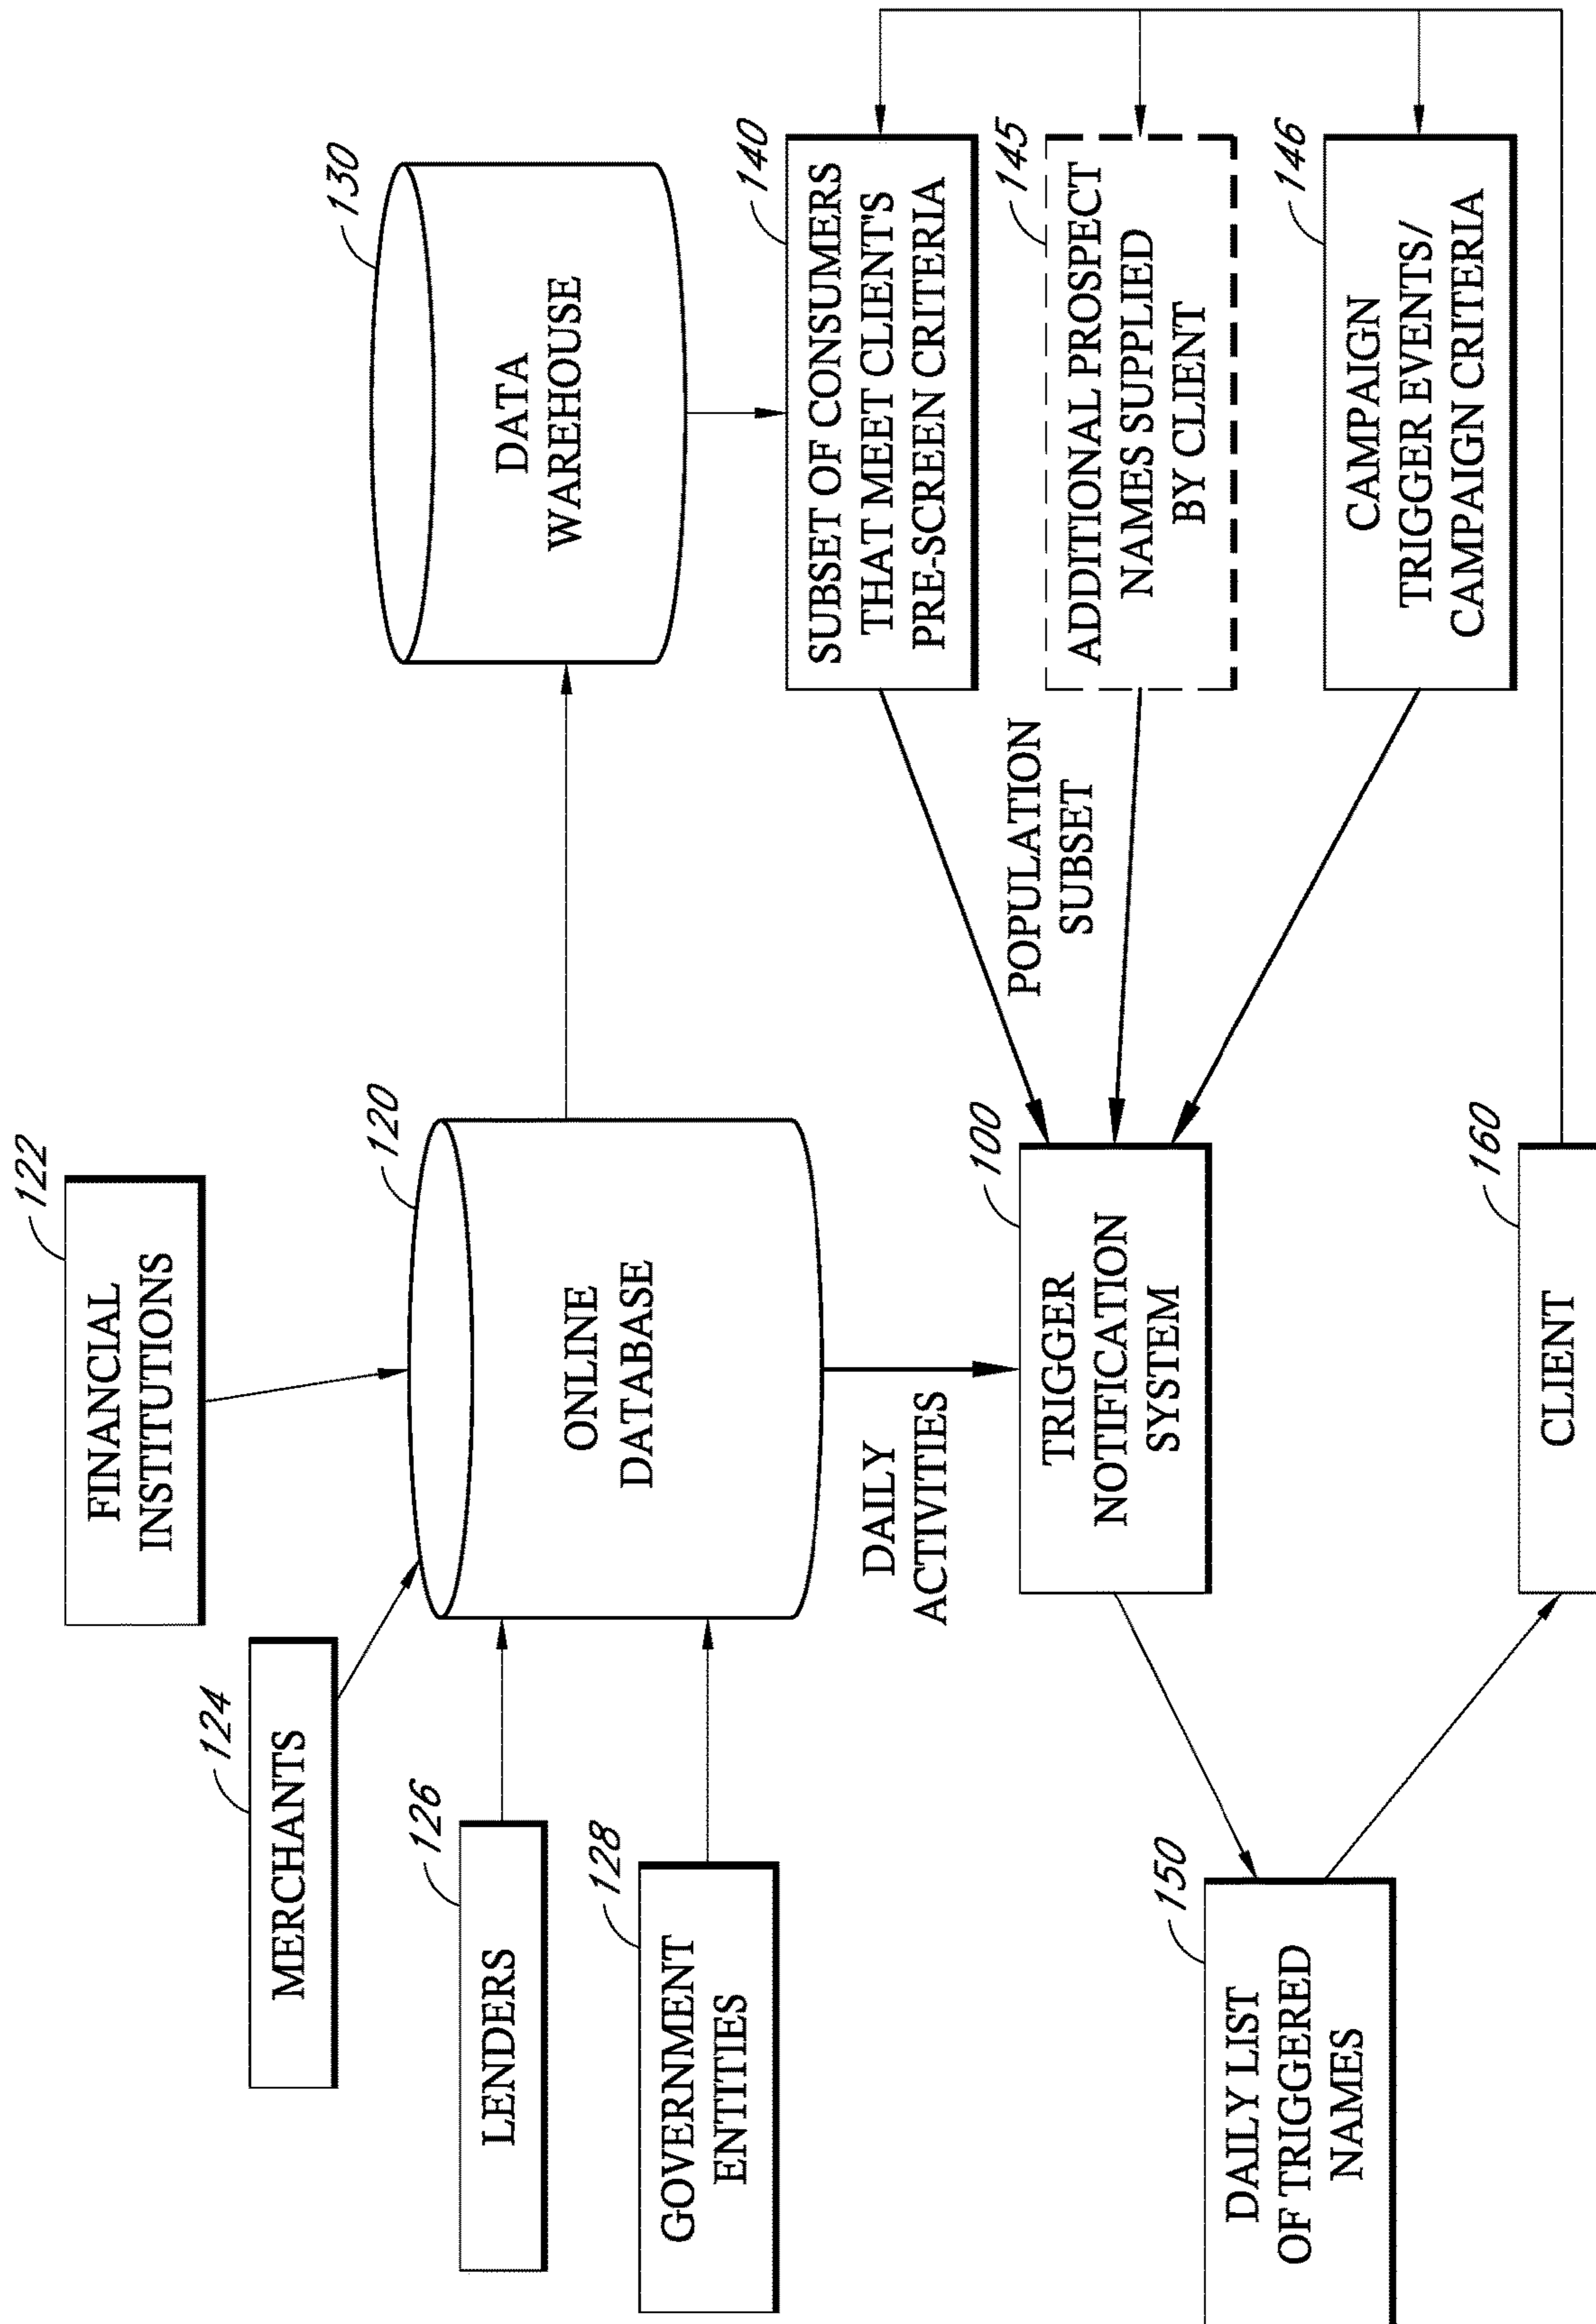 122
FINANCIAL
INSTITUTIONS
124
MERCHANTS
126
LENDERS
128
GOVERNMENT
ENTITIES
120
ONLINE
DATABASE
130
DATA
WAREHOUSE
DAILY
ACTIVITIES
140
SUBSET OF CONSUMERS
THAT MEET CLIENT'S
PRE-SCREEN CRITERIA
145
ADDITIONAL PROSPECT
NAMES SUPPLIED
BY CLIENT
146
CAMPAIGN
TRIGGER EVENTS/
CAMPAIGN CRITERIA
POPULATION
SUBSET
100
TRIGGER
NOTIFICATION
SYSTEM
150
DAILY LIST
OF TRIGGERED
NAMES
160
CLIENT